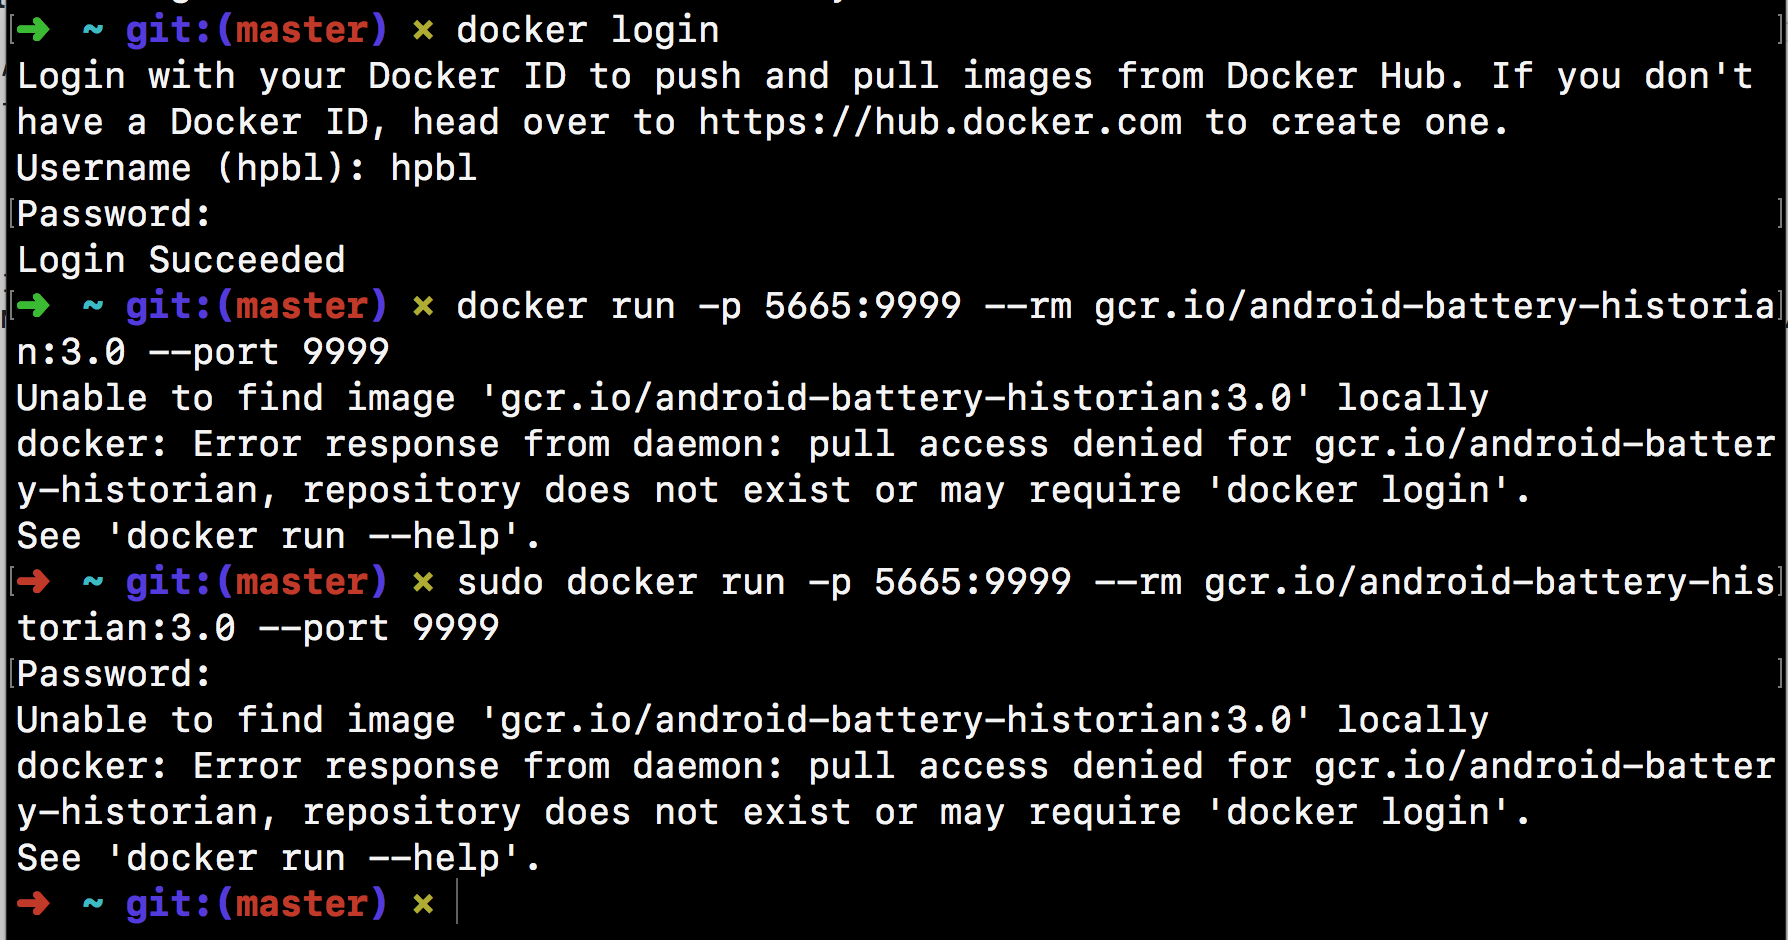 ➜  ~ git:(master) ✗ docker login
Login with your Docker ID to push and pull images from Docker Hub. If you don't
have a Docker ID, head over to https://hub.docker.com to create one.
Username (hpbl): hpbl
Password:
Login Succeeded
➜  ~ git:(master) ✗ docker run -p 5665:9999 --rm gcr.io/android-battery-historia
n:3.0 --port 9999
Unable to find image 'gcr.io/android-battery-historian:3.0' locally
docker: Error response from daemon: pull access denied for gcr.io/android-batter
y-historian, repository does not exist or may require 'docker login'.
See 'docker run --help'.
➜  ~ git:(master) ✗ sudo docker run -p 5665:9999 --rm gcr.io/android-battery-his
torian:3.0 --port 9999
Password:
Unable to find image 'gcr.io/android-battery-historian:3.0' locally
docker: Error response from daemon: pull access denied for gcr.io/android-batter
y-historian, repository does not exist or may require 'docker login'.
See 'docker run --help'.
➜  ~ git:(master) ✗